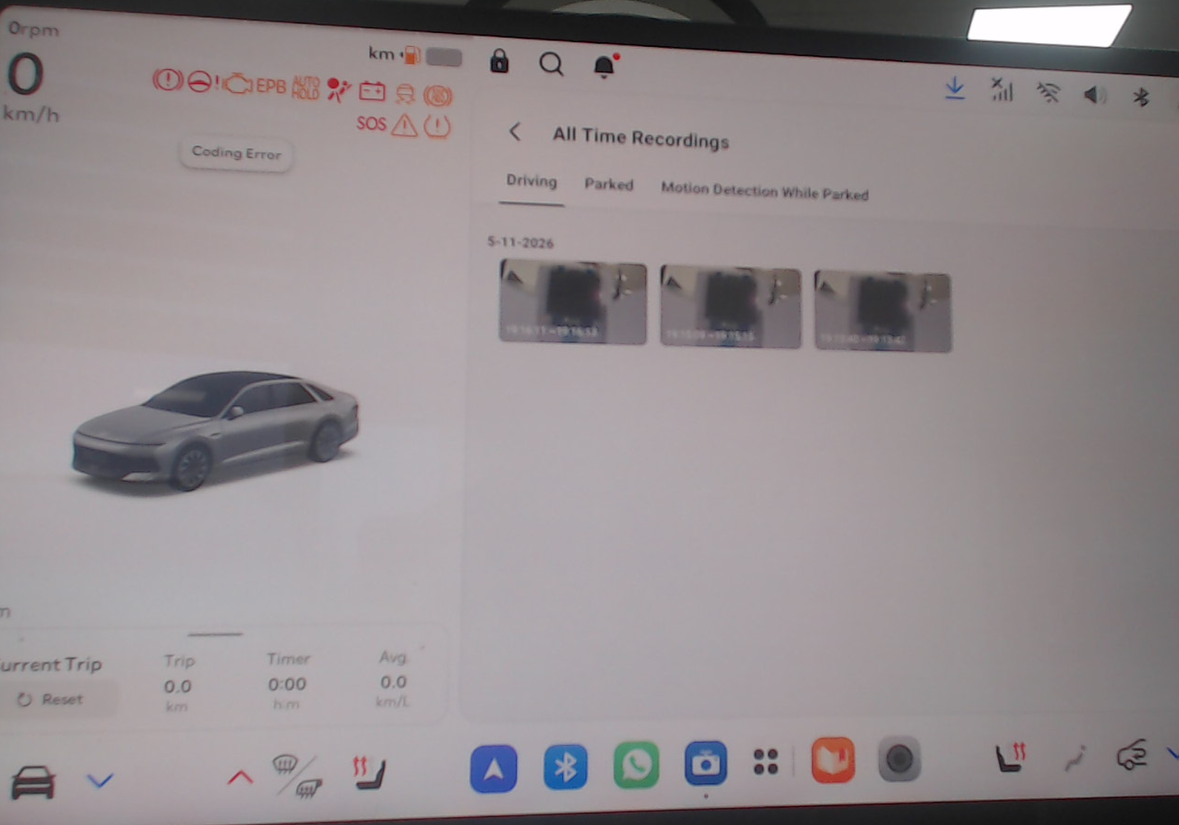 0rpm
0
km/h
km
EPB
AUTO HOLD
SOS
Coding Error
All Time Recordings
Driving
Parked
Motion Detection While Parked
5-11-2026
urrent Trip
Reset
Trip
0.0
km
Timer
0:00
h:m
Avg.
0.0
km/L